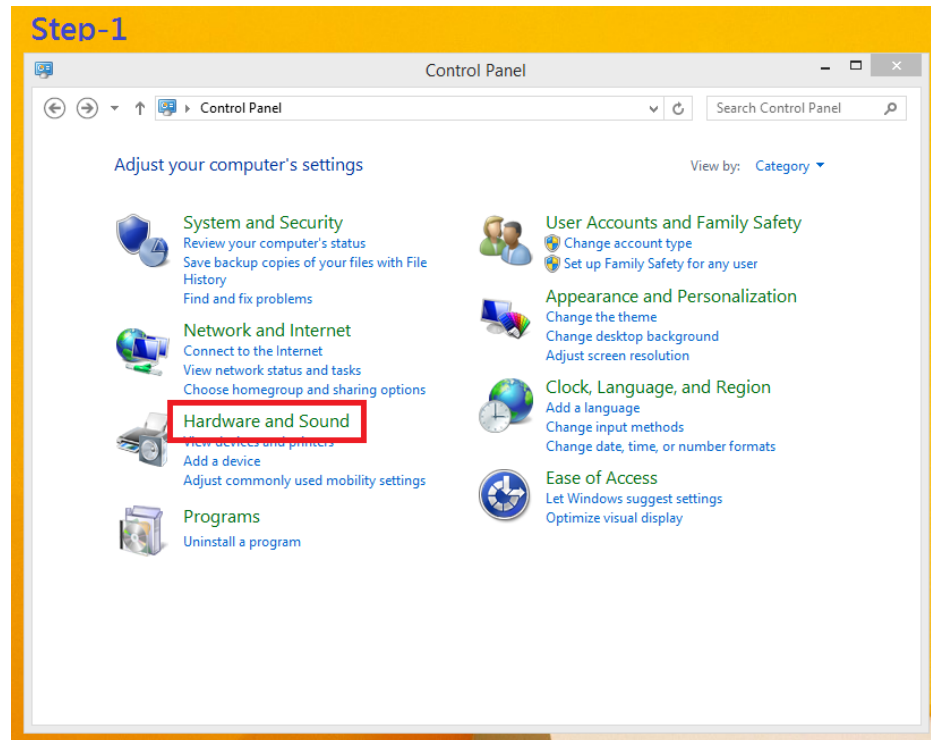 Step-1
Control Panel
Control Panel
Search Control Panel
Adjust your computer's settings
View by: Category
System and Security
Review your computer's status
Save backup copies of your files with File
History
Find and fix problems
Network and Internet
Connect to the Internet
View network status and tasks
Choose homegroup and sharing options
Hardware and Sound
View devices and printers
Add a device
Adjust commonly used mobility settings
Programs
Uninstall a program
User Accounts and Family Safety
Change account type
Set up Family Safety for any user
Appearance and Personalization
Change the theme
Change desktop background
Adjust screen resolution
Clock, Language, and Region
Add a language
Change input methods
Change date, time, or number formats
Ease of Access
Let Windows suggest settings
Optimize visual display